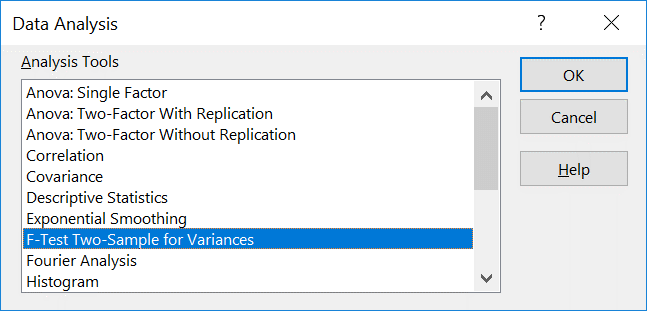 Data Analysis ?
Analysis Tools
Anova: Single Factor
Anova: Two-Factor With Replication
Anova: Two-Factor Without Replication
Correlation
Covariance
Descriptive Statistics
Exponential Smoothing
F-Test Two-Sample for Variances
Fourier Analysis
Histogram
OK
Cancel
Help